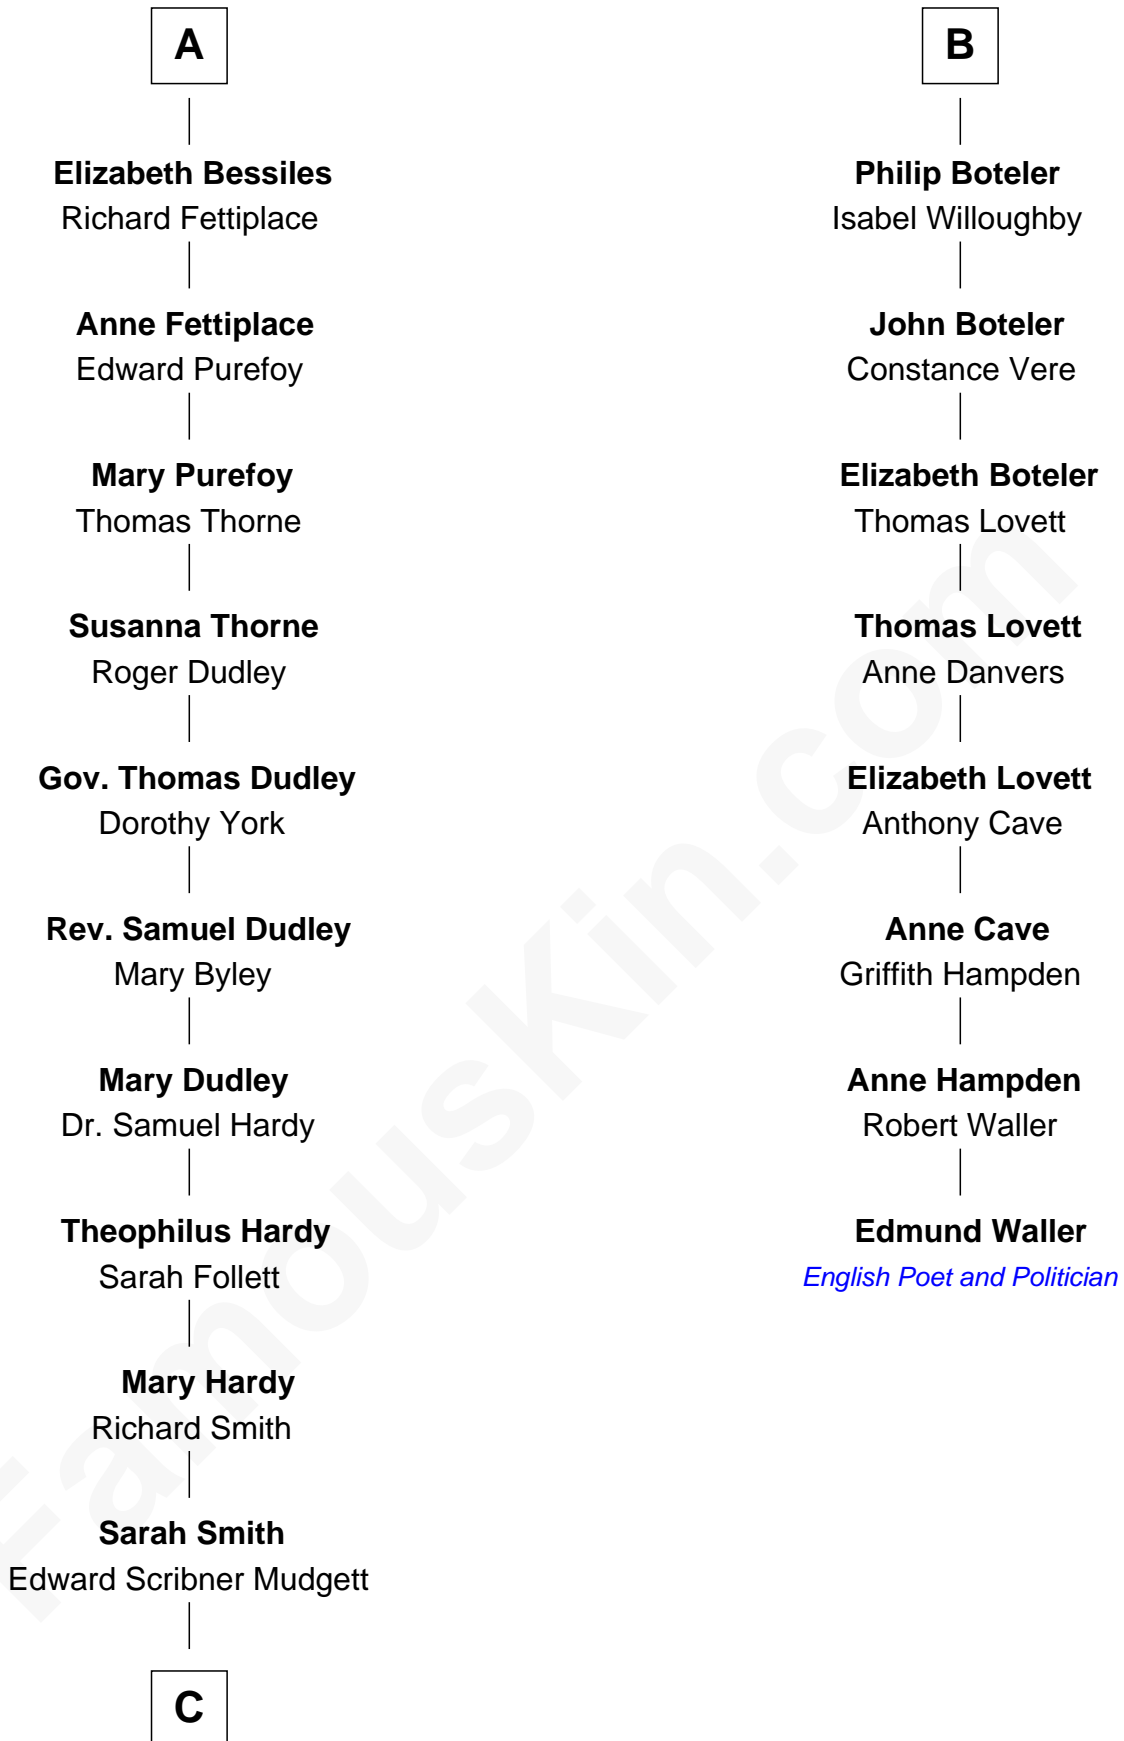 A
Elizabeth Bessiles
Richard Fettiplace
Anne Fettiplace
Edward Purefoy
Mary Purefoy
Thomas Thorne
Susanna Thorne
Roger Dudley
Gov. Thomas Dudley
Dorothy York
Rev. Samuel Dudley
Mary Byley
Mary Dudley
Dr. Samuel Hardy
Theophilus Hardy
Sarah Follett
Mary Hardy
Richard Smith
Sarah Smith
Edward Scribner Mudgett
C
B
Philip Boteler
Isabel Willoughby
John Boteler
Constance Vere
Elizabeth Boteler
Thomas Lovett
Thomas Lovett
Anne Danvers
Elizabeth Lovett
Anthony Cave
Anne Cave
Griffith Hampden
Anne Hampden
Robert Waller
Edmund Waller
English Poet and Politician
FamousKin.com